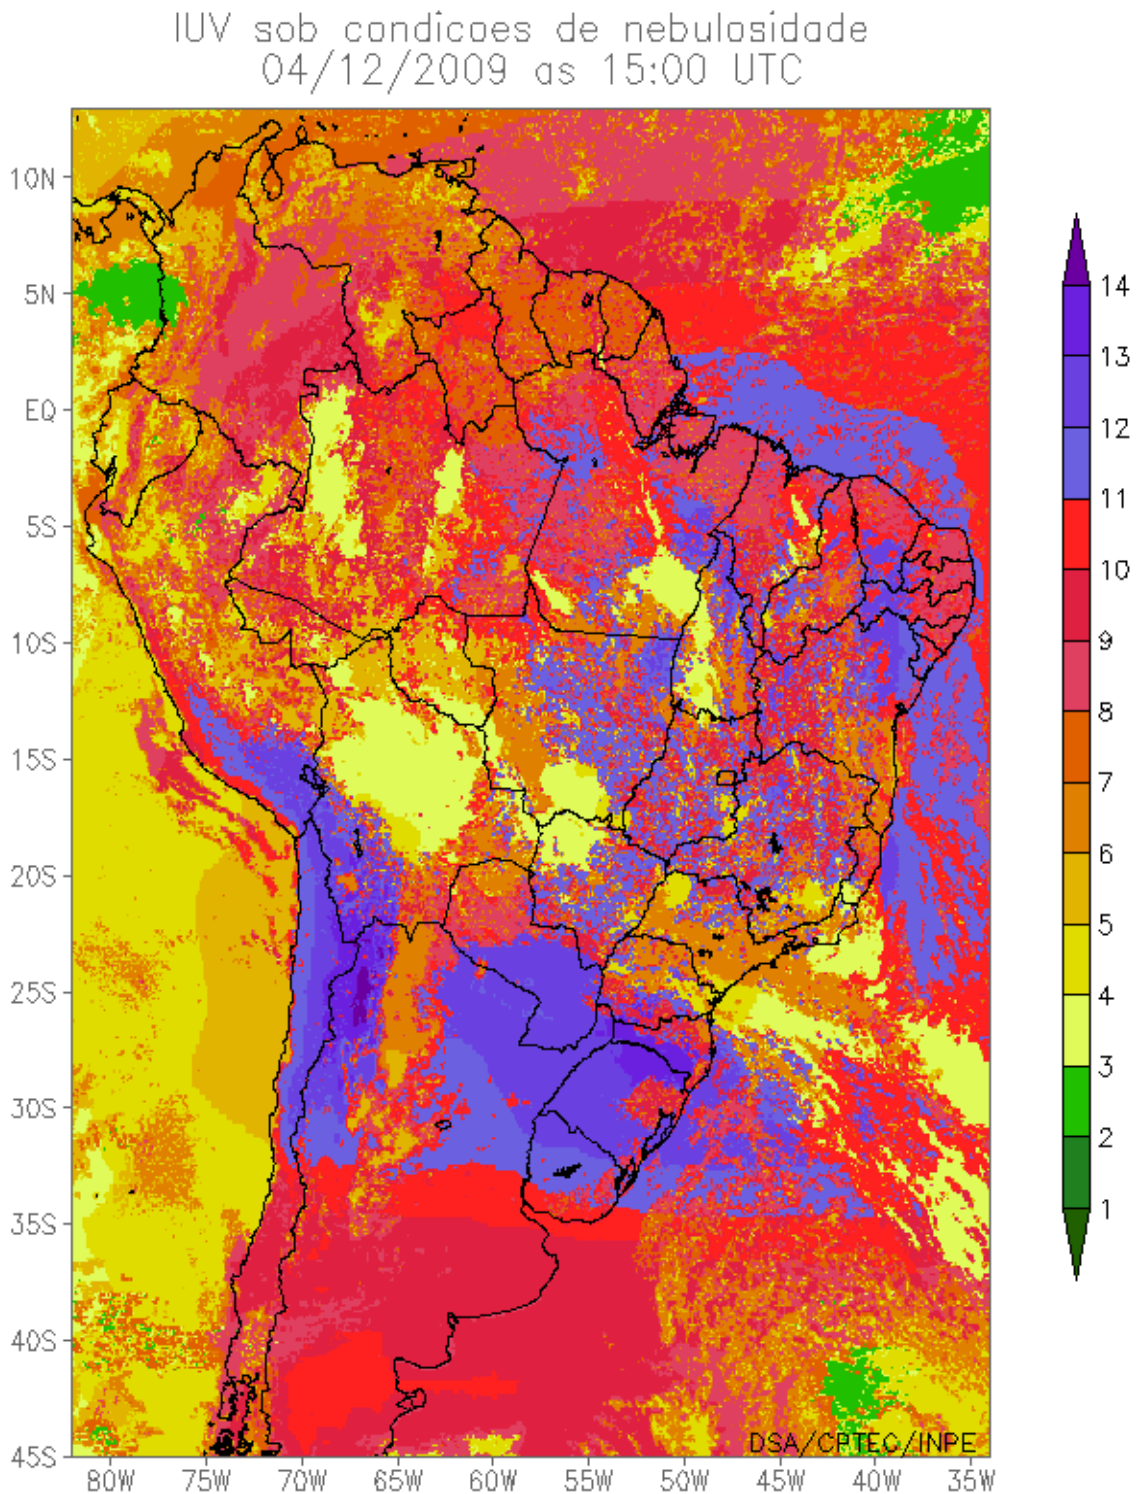 IUV sob condicoes de nebulosidade
04/12/2009 as 15:00 UTC
10N
5N
EQ
5S
10S
15S
20S
25S
30S
35S
40S
45S
80W 75W 70W 65W 60W 55W 50W 45W 40W 35W
14
13
12
11
10
9
8
7
6
5
4
3
2
1
DSA/CPTEC/INPE